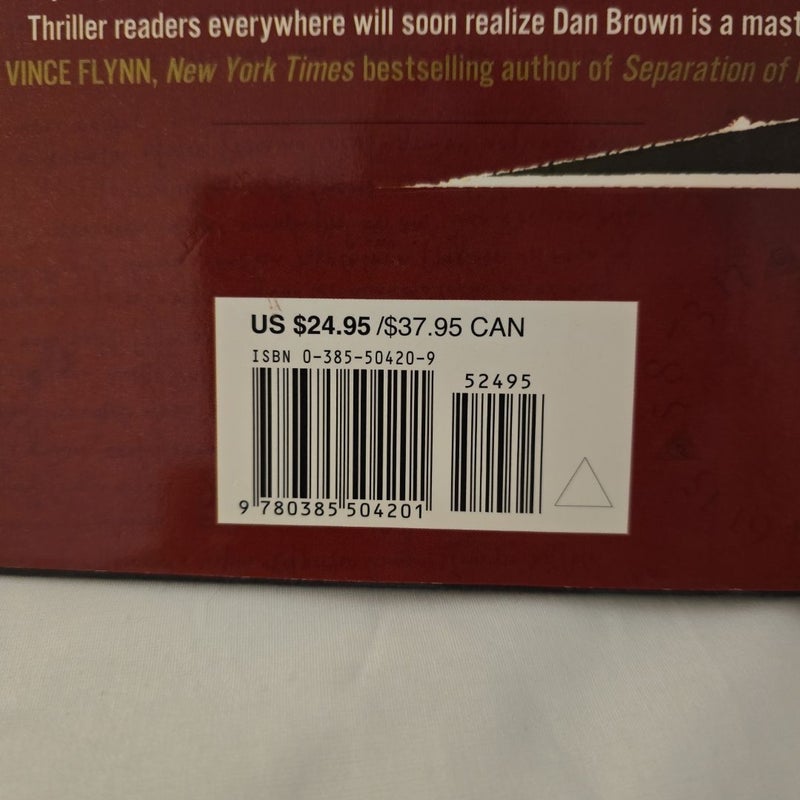 Thriller readers everywhere will soon realize Dan Brown is a
VINCE FLYNN, New York Times bestselling author of Separation of
US $24.95 /$37.95 CAN
ISBN 0-385-50420-9
52495
9 780385 504201